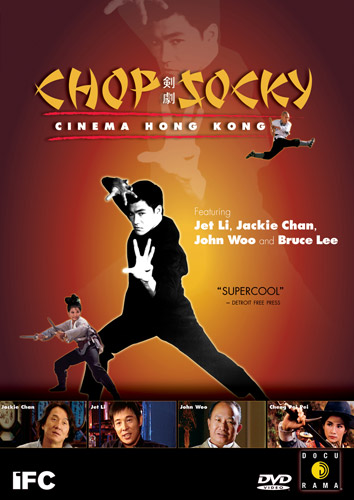 CHOP 剣劇 SOCKY
CINEMA HONG KONG
Featuring
Jet Li, Jackie Chan,
John Woo and Bruce Lee
"SUPERCOOL"
– DETROIT FREE PRESS
Jackie Chan
Jet Li
John Woo
Cheng Pei Pei
IFC
DVD
VIDEO
DOCU
RAMA